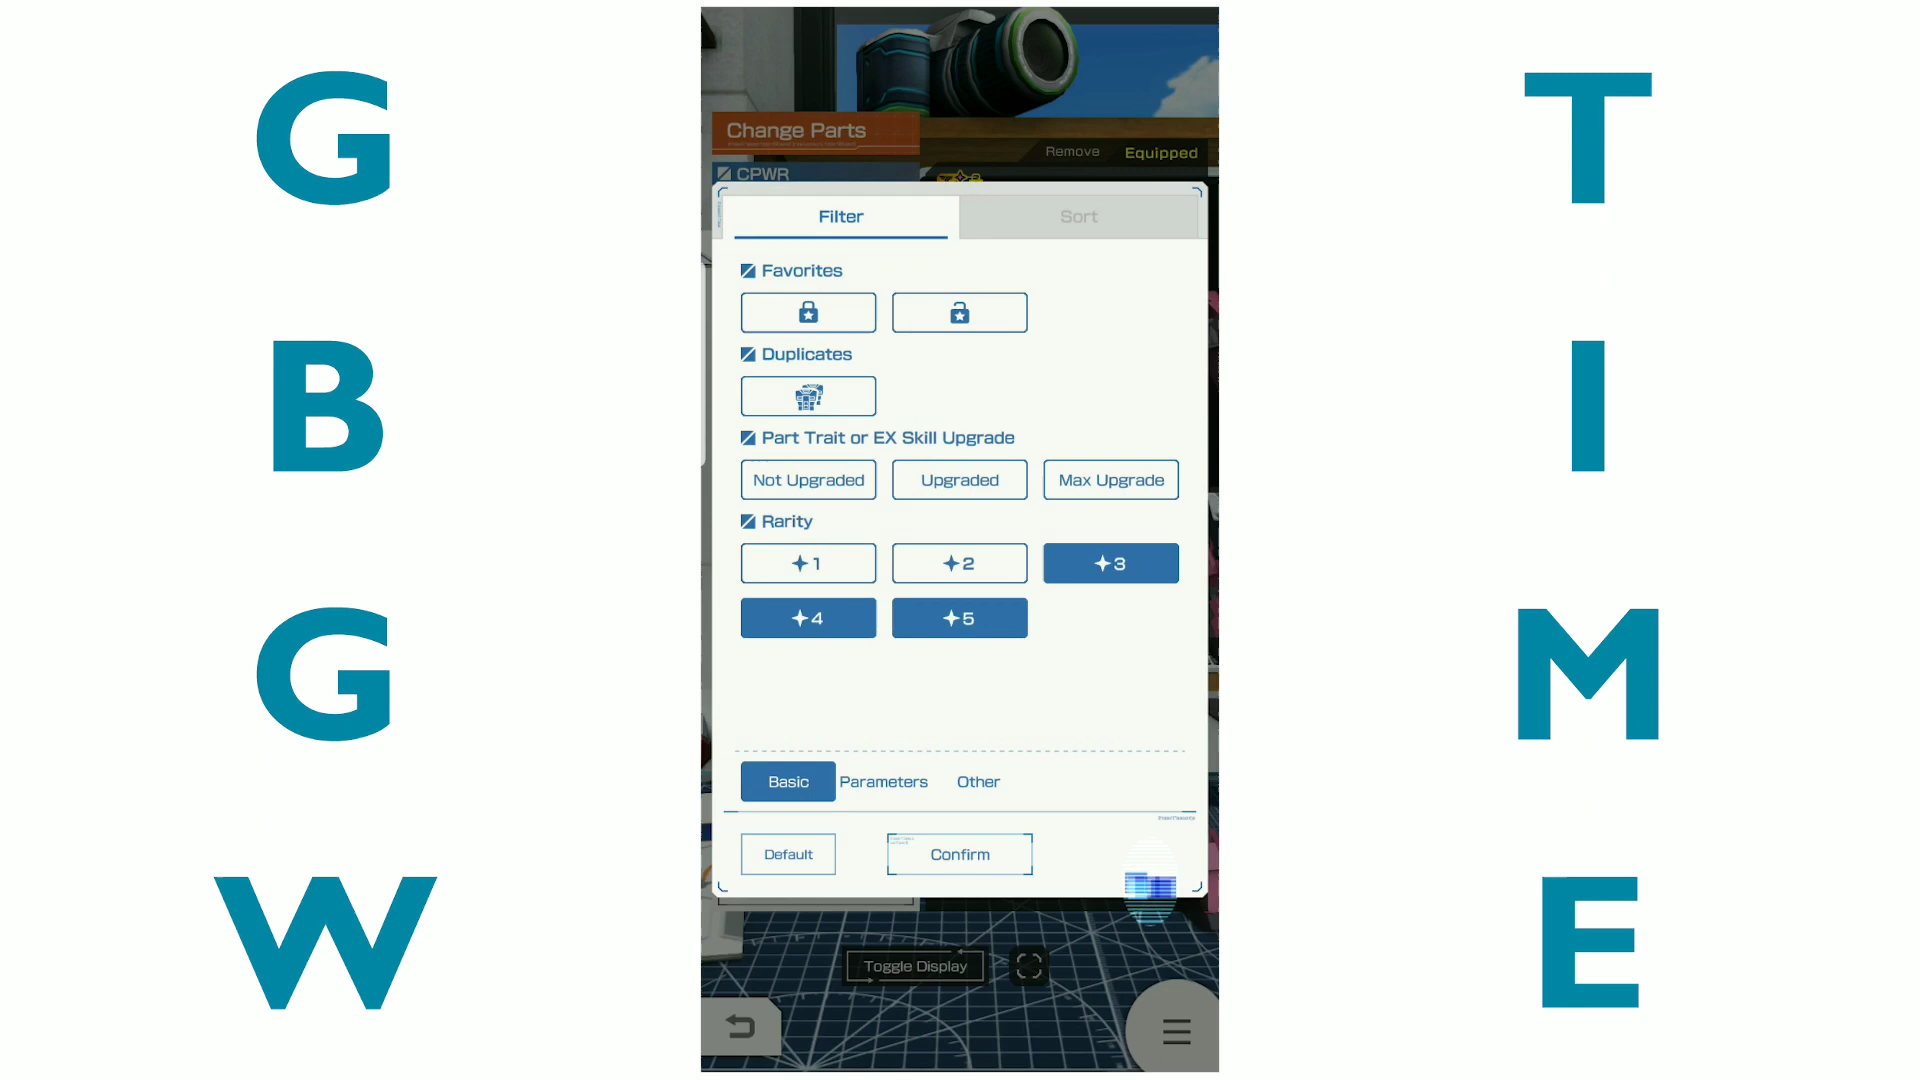 G
B
G
W
Change Parts
Remove
Equipped
CPWR
Filter
Sort
Favorites
Duplicates
Part Trait or EX Skill Upgrade
Not Upgraded
Upgraded
Max Upgrade
Rarity
1
2
3
4
5
Basic
Parameters
Other
Default
Confirm
Toggle Display
T
I
M
E